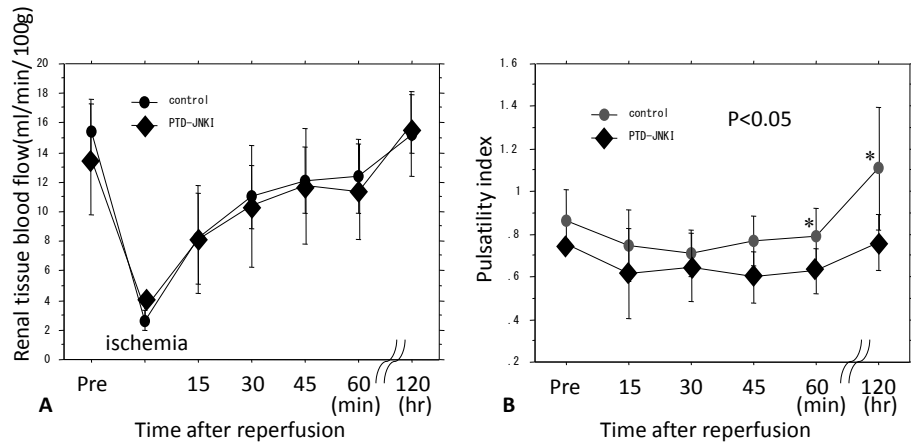 Renal tissue blood flow(ml/min/100g)
20
18
16
14
12
10
8
6
4
2
0
control
PTD-JNKI
ischemia
Pre 15 30 45 60 120
(min) (hr)
A
Time after reperfusion
Pulsatility index
1.6
1.4
1.2
1
.8
.6
.4
.2
control
PTD-JNKI
P<0.05
*
*
Pre 15 30 45 60 120
(min) (hr)
B
Time after reperfusion